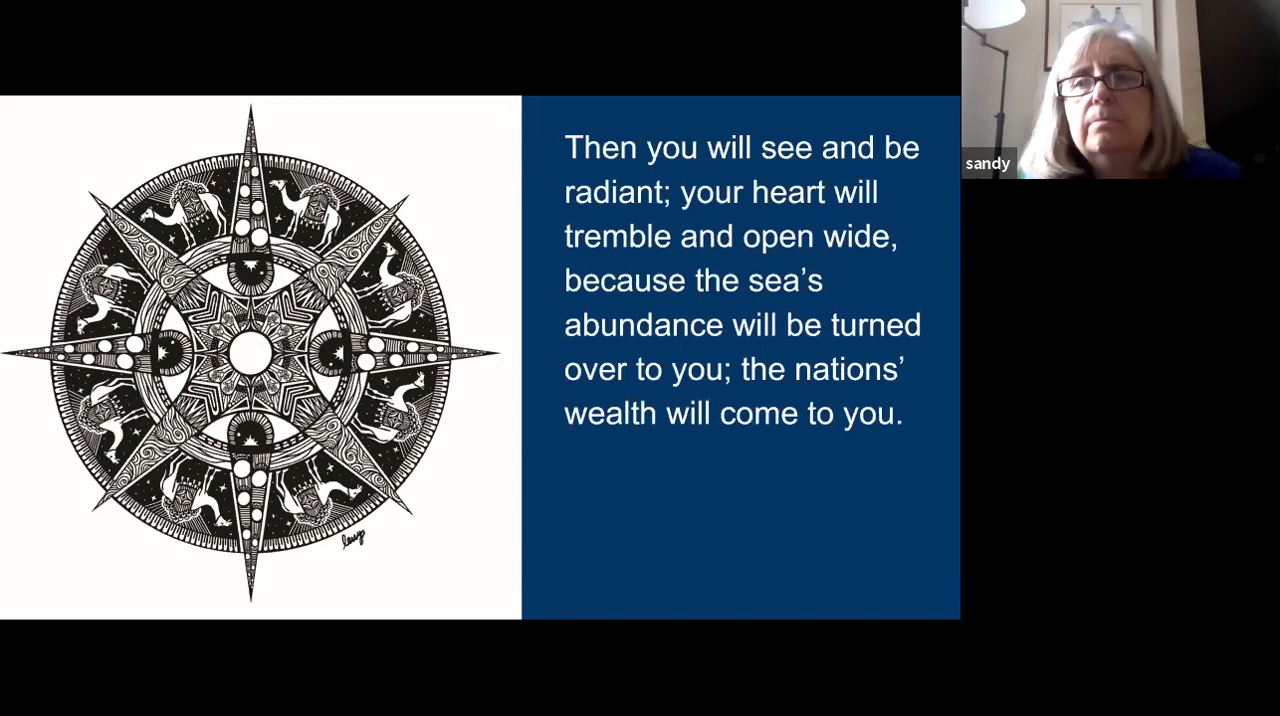 Then you will see and be
radiant; your heart will
tremble and open wide,
because the sea’s
abundance will be turned
over to you; the nations’
wealth will come to you.
sandy